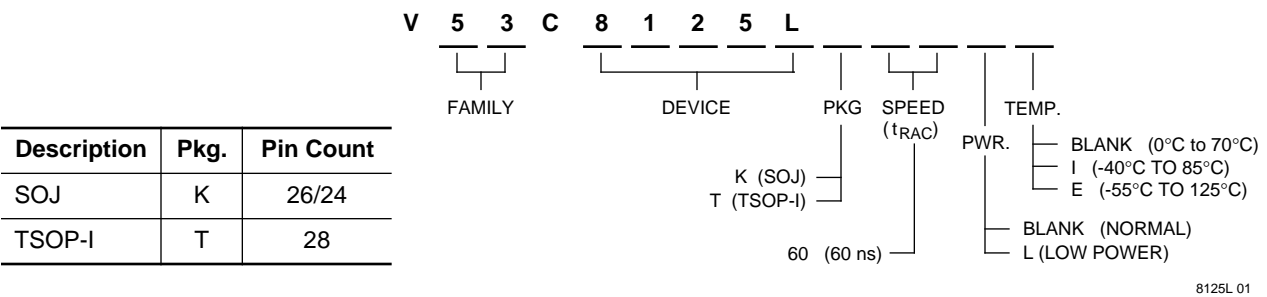 V 5 3 C 8 1 2 5 L
FAMILY DEVICE PKG SPEED (tRAC) PWR. TEMP.
BLANK (0°C to 70°C)
I (-40°C TO 85°C)
E (-55°C TO 125°C)
K (SOJ)
T (TSOP-I)
BLANK (NORMAL)
L (LOW POWER)
60 (60 ns)
Description Pkg. Pin Count
SOJ K 26/24
TSOP-I T 28
8125L 01